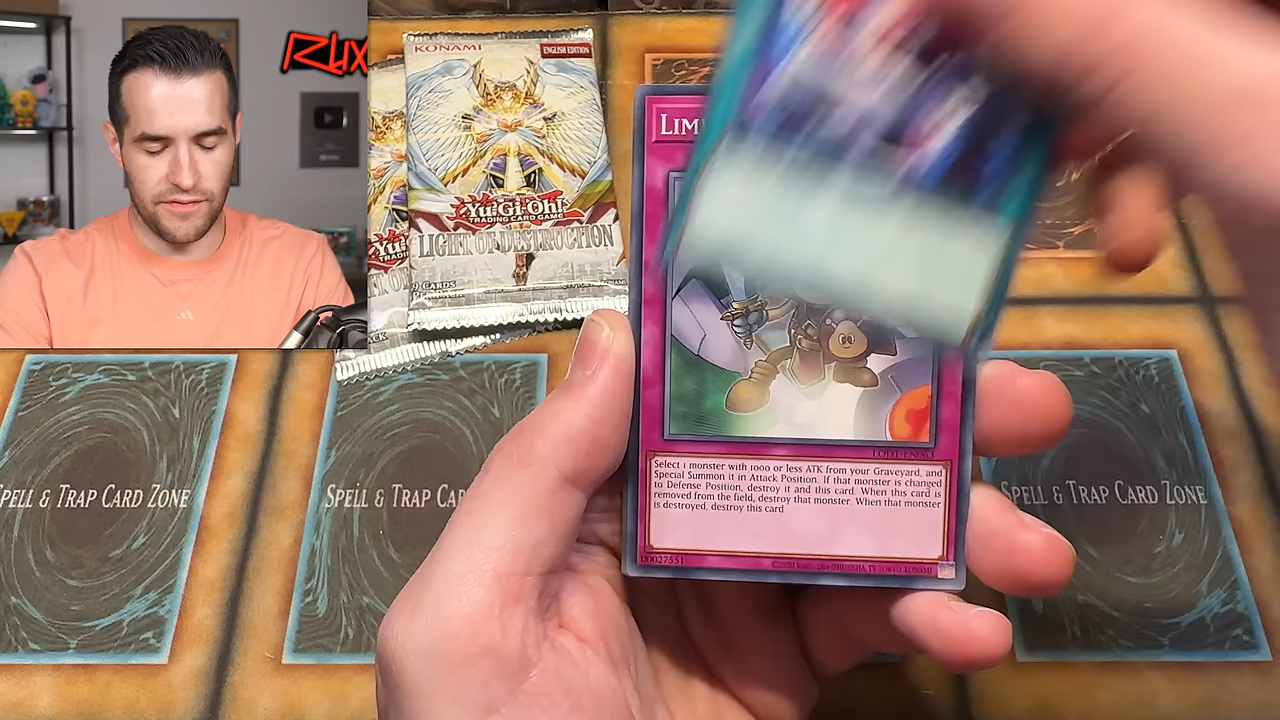 RUX
KONAMI
ENGLISH EDITION
Yu-Gi-Oh!
TRADING CARD GAME
LIGHT OF DESTRUCTION
9 CARDS
LIM
Select 1 monster with 1000 or less ATK from your Graveyard, and
Special Summon it in Attack Position. If that monster is changed
to Defense Position, destroy it and this card. When this card is
removed from the field, destroy that monster. When that monster
is destroyed, destroy this card
00027551
SPELL & TRAP CARD ZONE
SPELL & TRAP CAR
SPELL & TRAP CARD ZONE